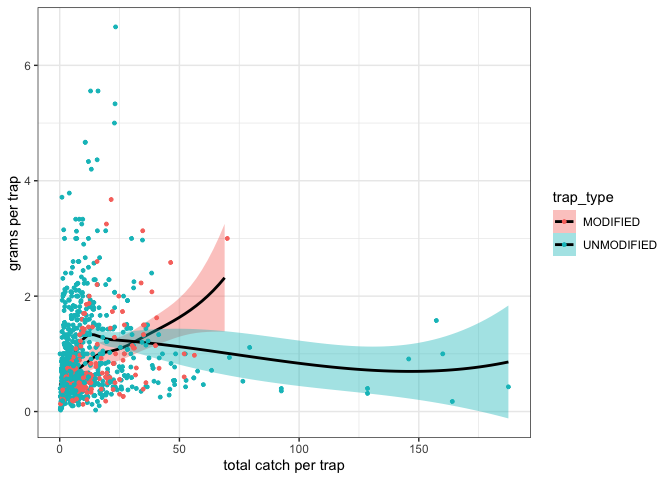 6
4
2
0
grams per trap
0
50
100
150
total catch per trap
trap_type
MODIFIED
UNMODIFIED